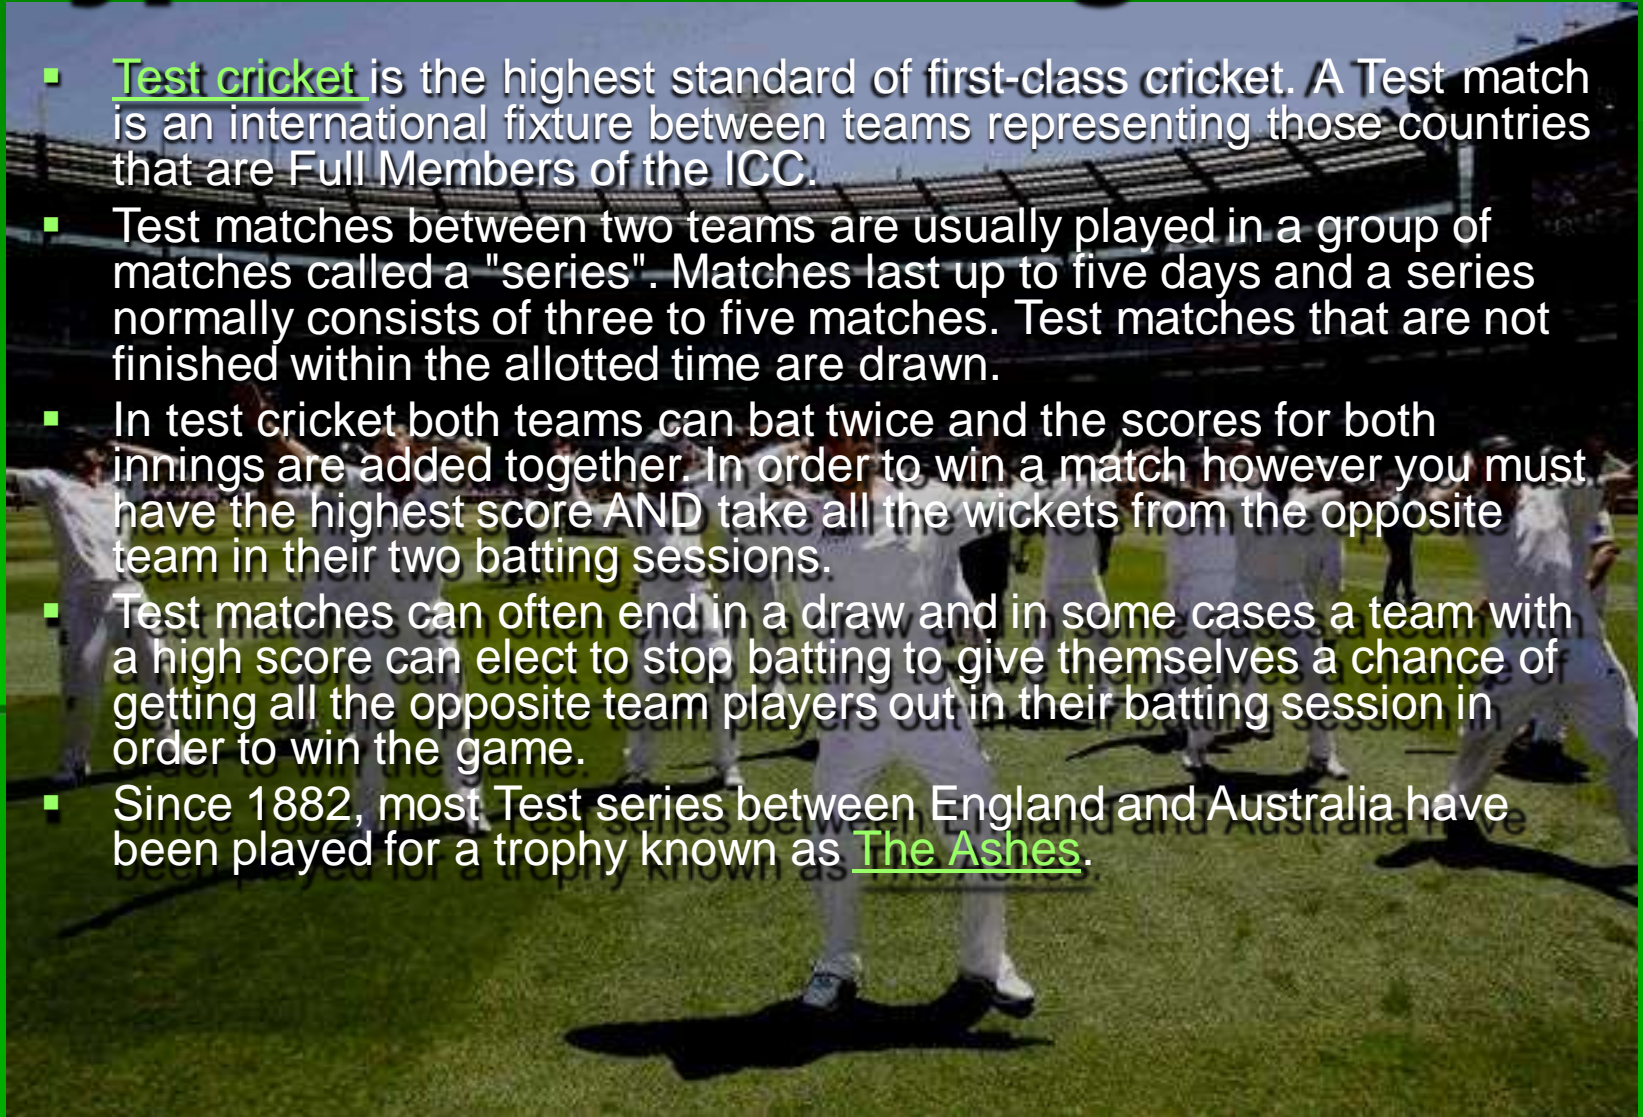 ▪ Test cricket is the highest standard of first-class cricket. A Test match
is an international fixture between teams representing those countries
that are Full Members of the ICC.
▪ Test matches between two teams are usually played in a group of
matches called a "series". Matches last up to five days and a series
normally consists of three to five matches. Test matches that are not
finished within the allotted time are drawn.
▪ In test cricket both teams can bat twice and the scores for both
innings are added together. In order to win a match however you must
have the highest score AND take all the wickets from the opposite
team in their two batting sessions.
▪ Test matches can often end in a draw and in some cases a team with
a high score can elect to stop batting to give themselves a chance of
getting all the opposite team players out in their batting session in
order to win the game.
▪ Since 1882, most Test series between England and Australia have
been played for a trophy known as The Ashes.